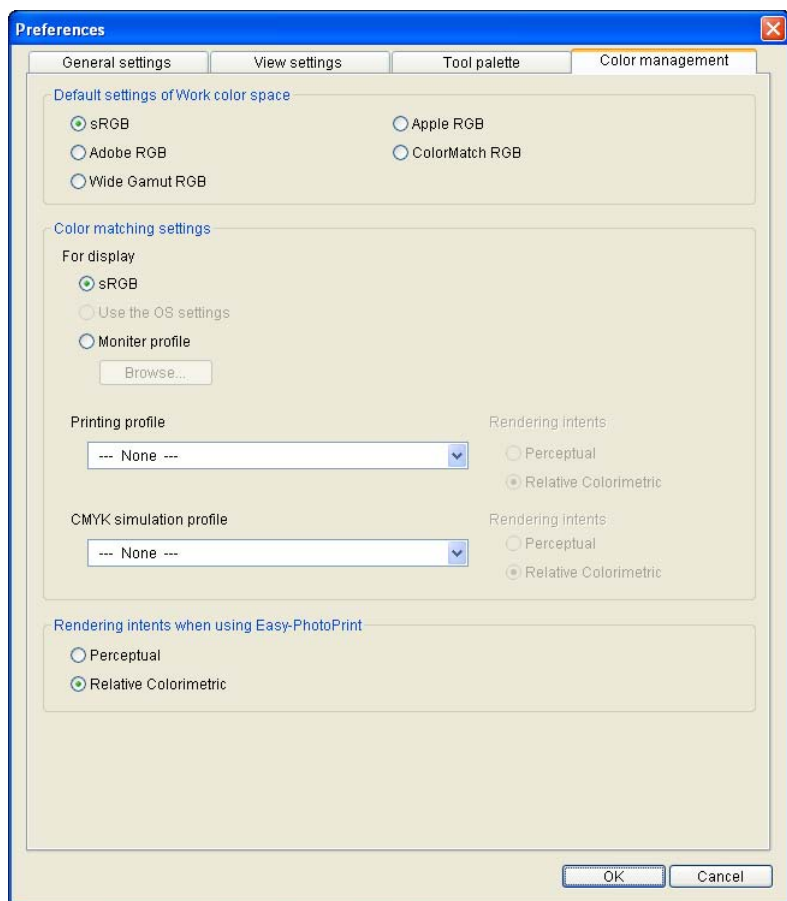 Preferences
General settings
View settings
Tool palette
Color management
Default settings of Work color space
sRGB
Apple RGB
Adobe RGB
ColorMatch RGB
Wide Gamut RGB
Color matching settings
For display
sRGB
Use the OS settings
Moniter profile
Browse...
Printing profile
Rendering intents
--- None ---
Perceptual
Relative Colorimetric
CMYK simulation profile
Rendering intents
--- None ---
Perceptual
Relative Colorimetric
Rendering intents when using Easy-PhotoPrint
Perceptual
Relative Colorimetric
OK
Cancel